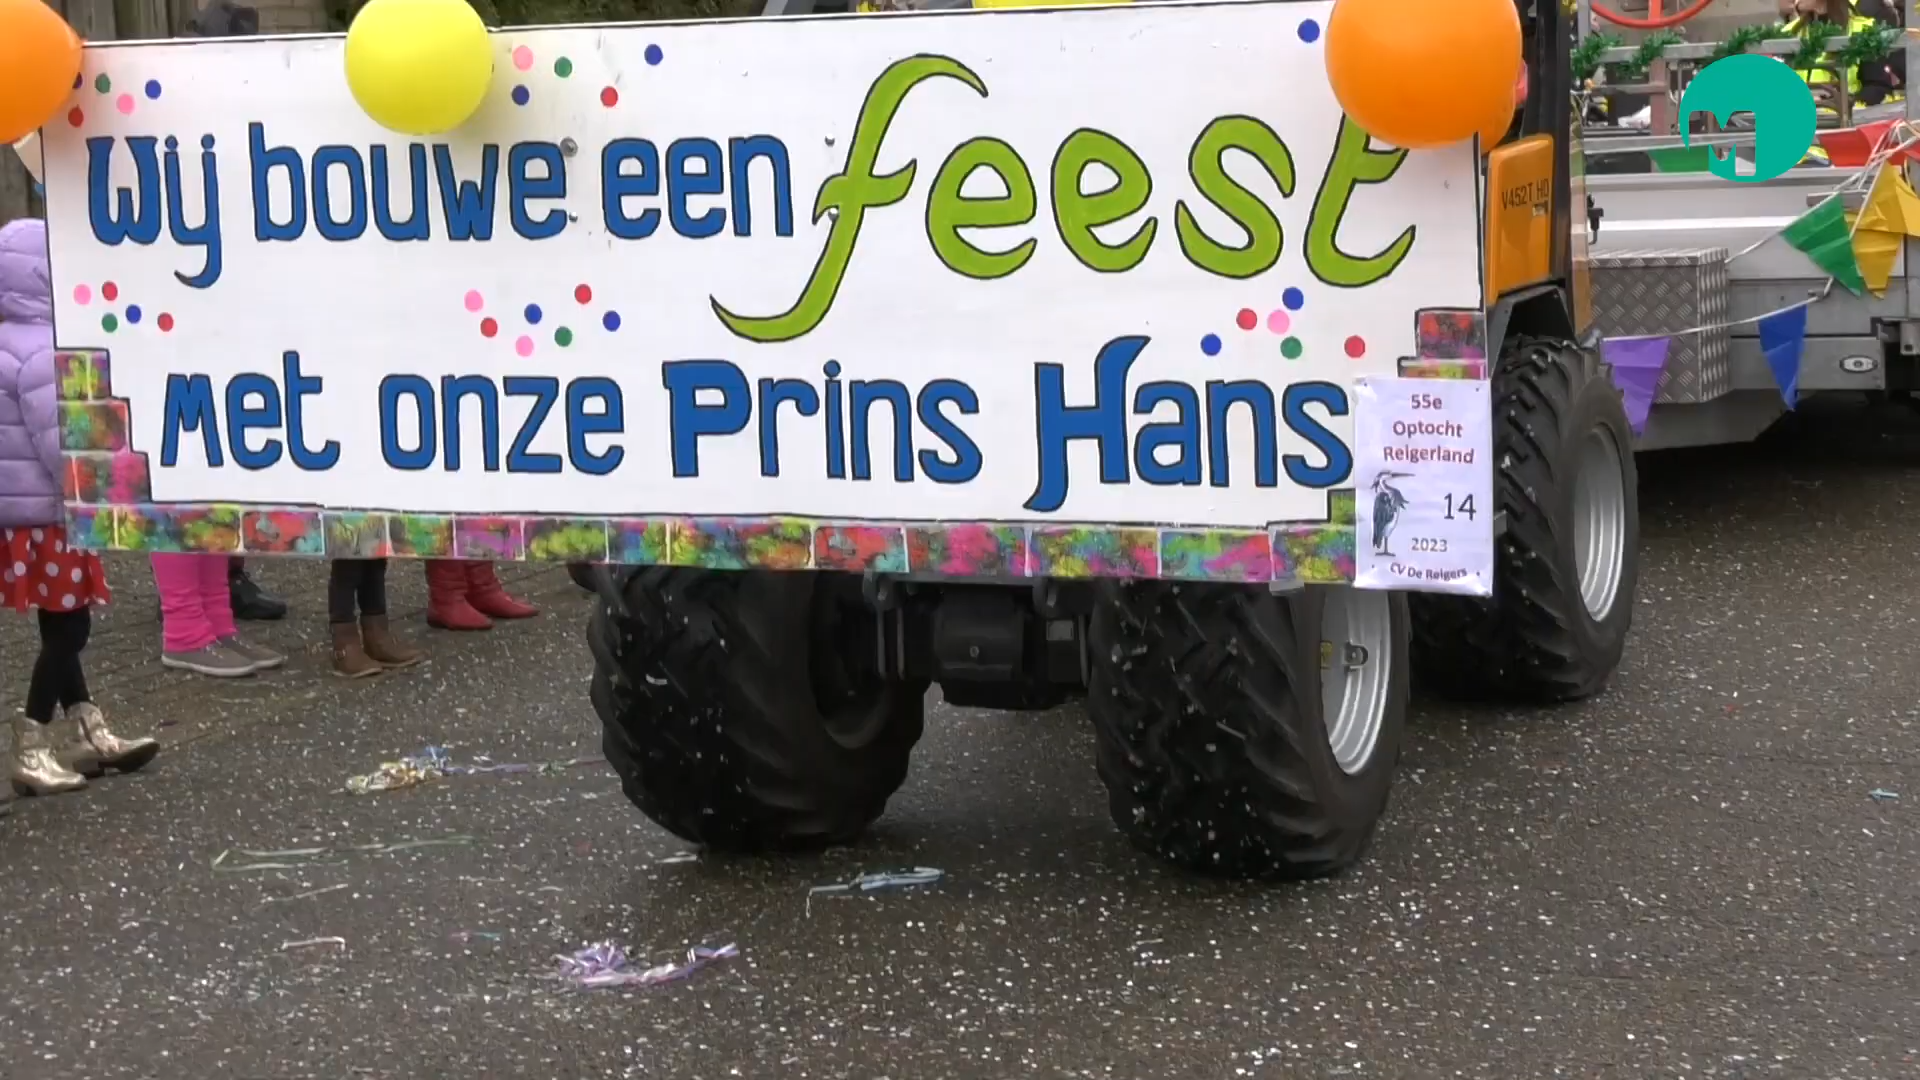 Wij bouwe een feest
met onze Prins Hans
V452T HD
55e
Optocht
Reigerland
14
2023
CV De Reigers